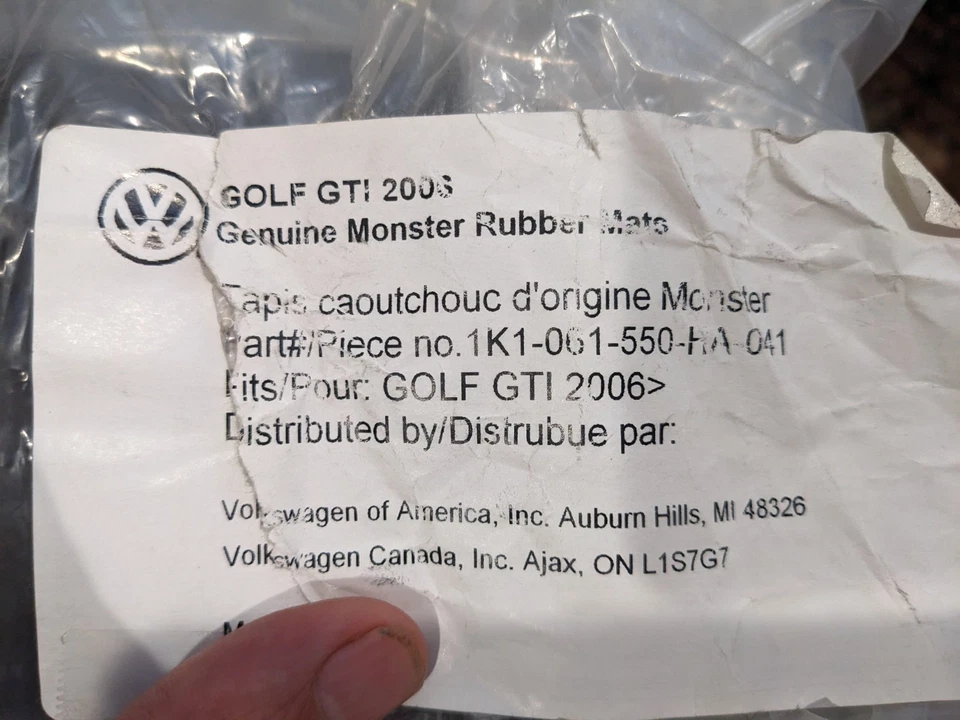 GOLF GTI 2006
Genuine Monster Rubber Mats
Tapis caoutchouc d'origine Monster
Part#/Piece no.1K1-061-550-HA-041
Fits/Pour: GOLF GTI 2006>
Distributed by/Distrubue par:
Volkswagen of America, Inc. Auburn Hills, MI 48326
Volkswagen Canada, Inc. Ajax, ON L1S7G7